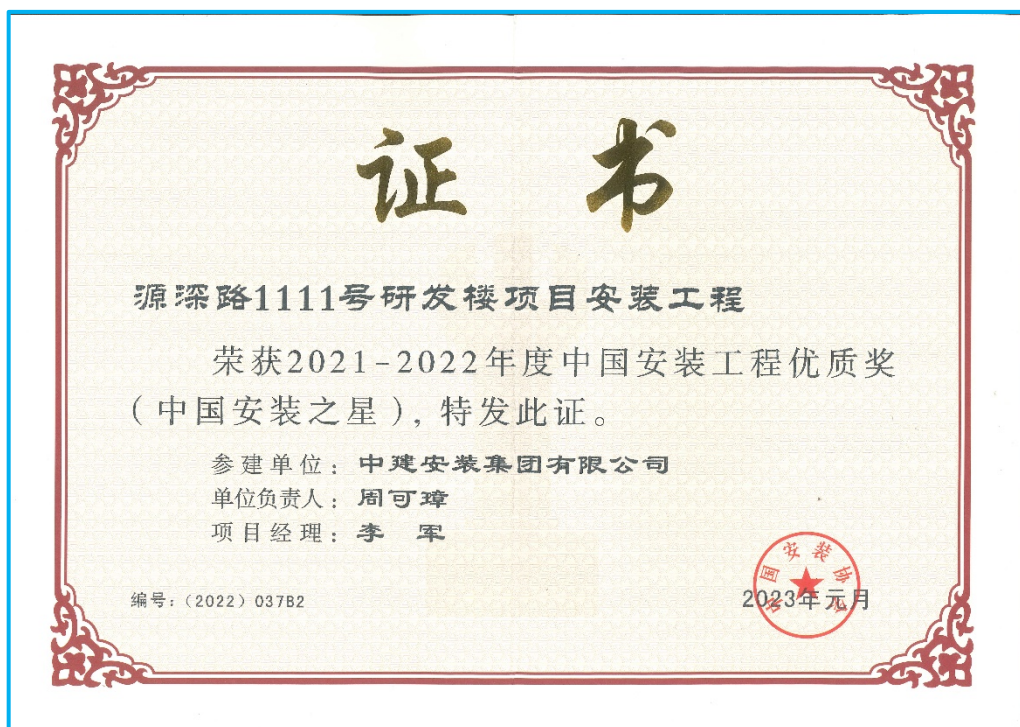 证 书
源深路1111号研发楼项目安装工程
荣获2021-2022年度中国安装工程优质奖
（中国安装之星），特发此证。
参建单位：中建安装集团有限公司
单位负责人：周可璋
项目经理：李 军
中国安装协会
编号：（2022）037B2
2023年元月